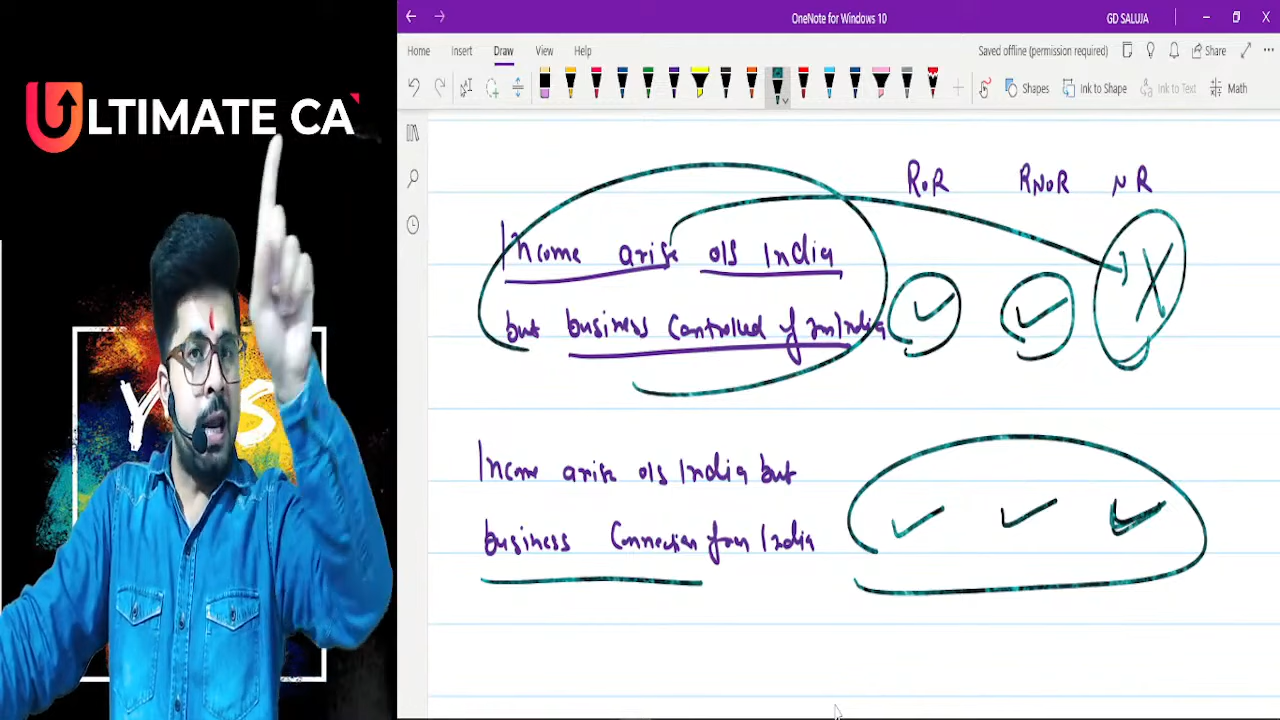 ULTIMATE CA
OneNote for Windows 10
GD SALUJA
Home
Insert
Draw
View
Help
Saved offline (permission required)
Share
Shapes
Ink to Shape
Ink to Text
Math
ROR RNOR NR
Income arise o/s India
but business Controlled from India
Income arise o/s India but
business Connection from India